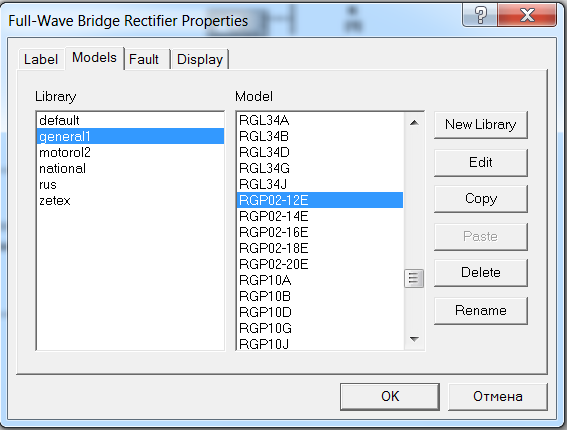 Full-Wave Bridge Rectifier Properties
?
Label Models Fault Display
Library
default
general1
motorol2
national
rus
zetex
Model
RGL34A
RGL34B
RGL34D
RGL34G
RGL34J
RGP02-12E
RGP02-14E
RGP02-16E
RGP02-18E
RGP02-20E
RGP10A
RGP10B
RGP10D
RGP10G
RGP10J
New Library
Edit
Copy
Paste
Delete
Rename
OK Отмена